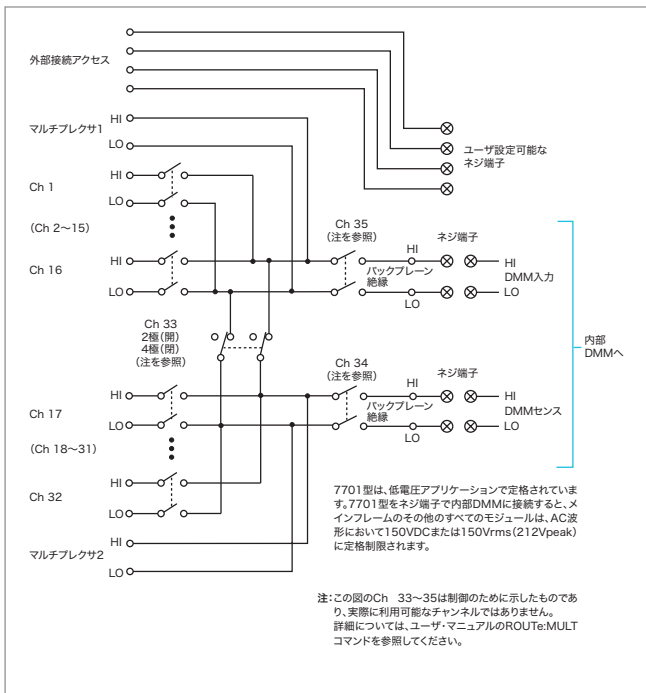 外部接続アクセス
マルチプレクサ1
HI
LO
Ch 1
HI
LO
(Ch 2～15)
Ch 16
HI
LO
ユーザ設定可能な
ネジ端子
Ch 35
(注を参照)
HI
ネジ端子
バックプレーン
絶縁
LO
HI
DMM入力
LO
Ch 33
2極(開)
4極(閉)
(注を参照)
内部
DMMへ
Ch 34
(注を参照)
HI
ネジ端子
バックプレーン
絶縁
LO
HI
DMMセンス
LO
Ch 17
HI
LO
(Ch 18～31)
Ch 32
HI
LO
マルチプレクサ2
HI
LO
7701型は、低電圧アプリケーションで定格されていま
す。7701型をネジ端子で内部DMMに接続すると、メ
インフレームのその他のすべてのモジュールは、AC波
形において150VDCまたは150Vrms(212Vpeak)
に定格制限されます。
注:この図のCh 33～35は制御のために示したものであ
り、実際に利用可能なチャンネルではありません。
詳細については、ユーザ・マニュアルのROUTe:MULT
コマンドを参照してください。